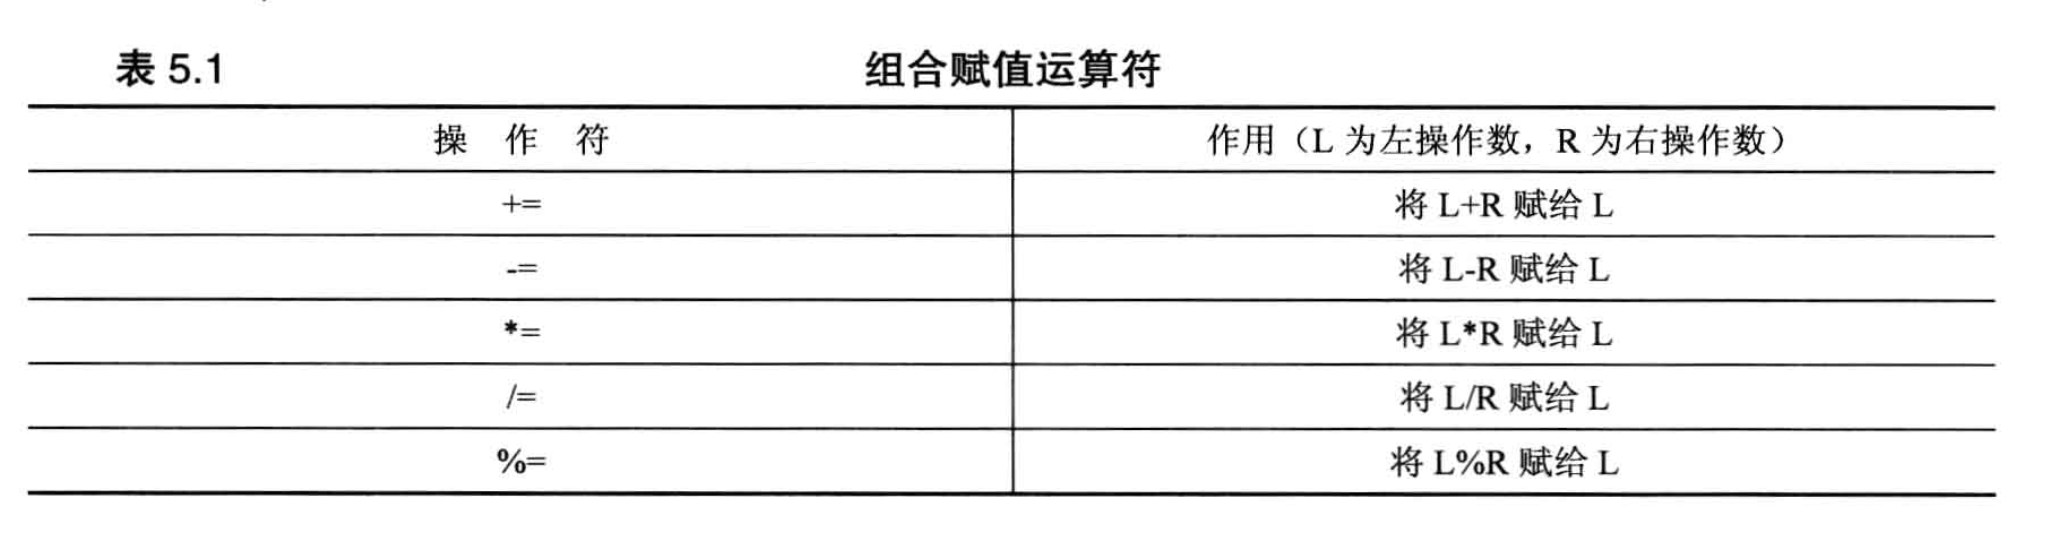 表 5.1 组合赋值运算符
操 作 符 作用（L 为左操作数，R 为右操作数）
+= 将 L+R 赋给 L
-= 将 L-R 赋给 L
*= 将 L*R 赋给 L
/= 将 L/R 赋给 L
%= 将 L%R 赋给 L